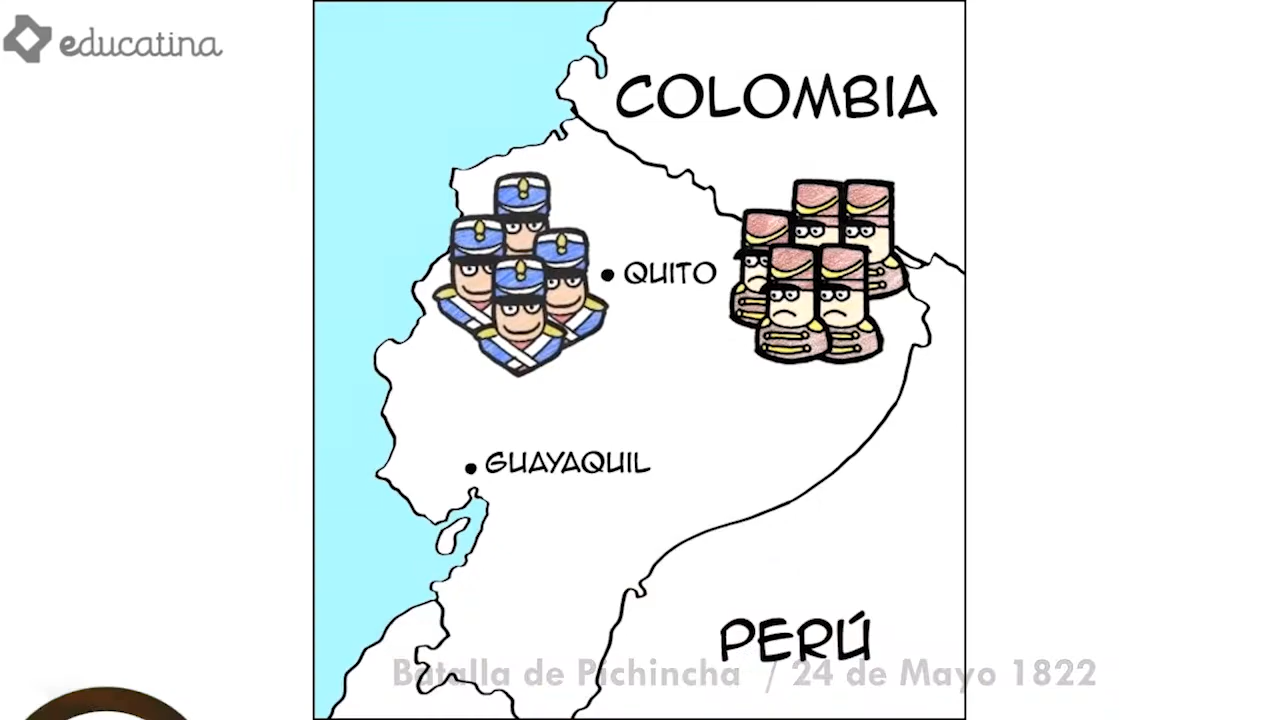 educatina
COLOMBIA
QUITO
GUAYAQUIL
PERÚ
Batalla de Pichincha / 24 de Mayo 1822